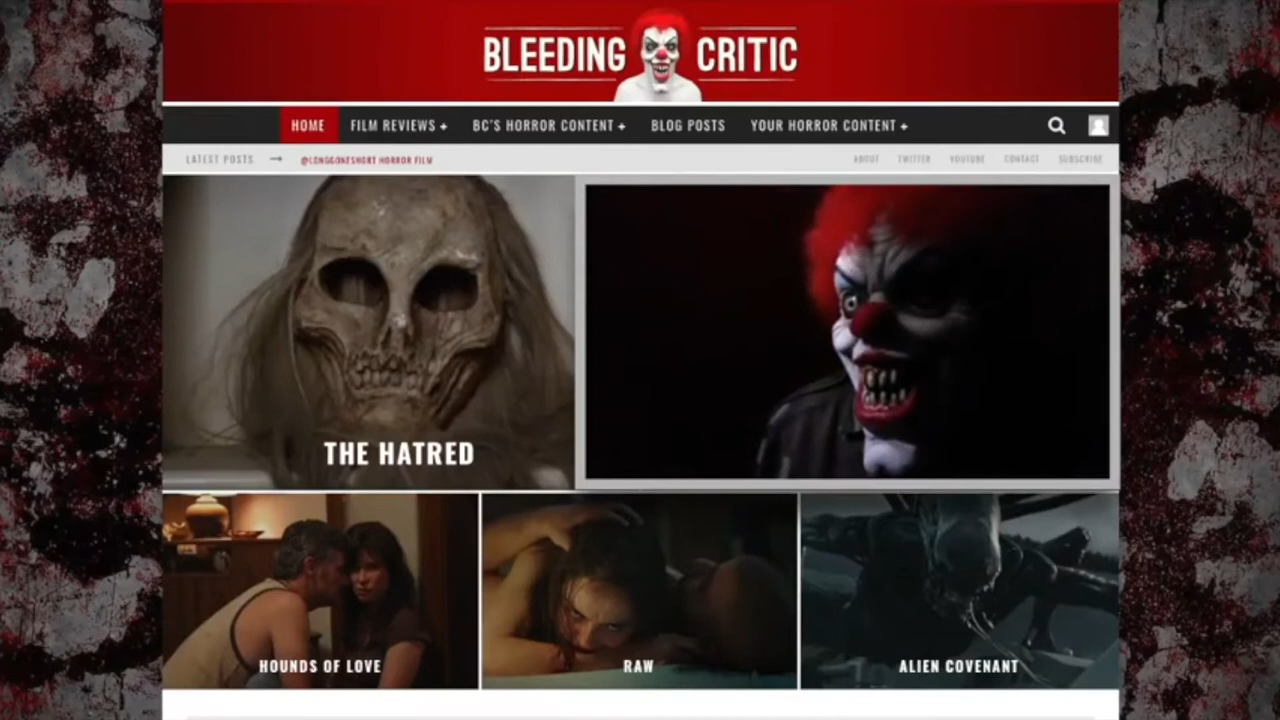 BLEEDING CRITIC
HOME FILM REVIEWS + BC'S HORROR CONTENT + BLOG POSTS YOUR HORROR CONTENT +
LATEST POSTS → @LONGGONESHORT HORROR FILM ABOUT TWITTER YOUTUBE CONTACT SUBSCRIBE
THE HATRED
HOUNDS OF LOVE RAW ALIEN COVENANT